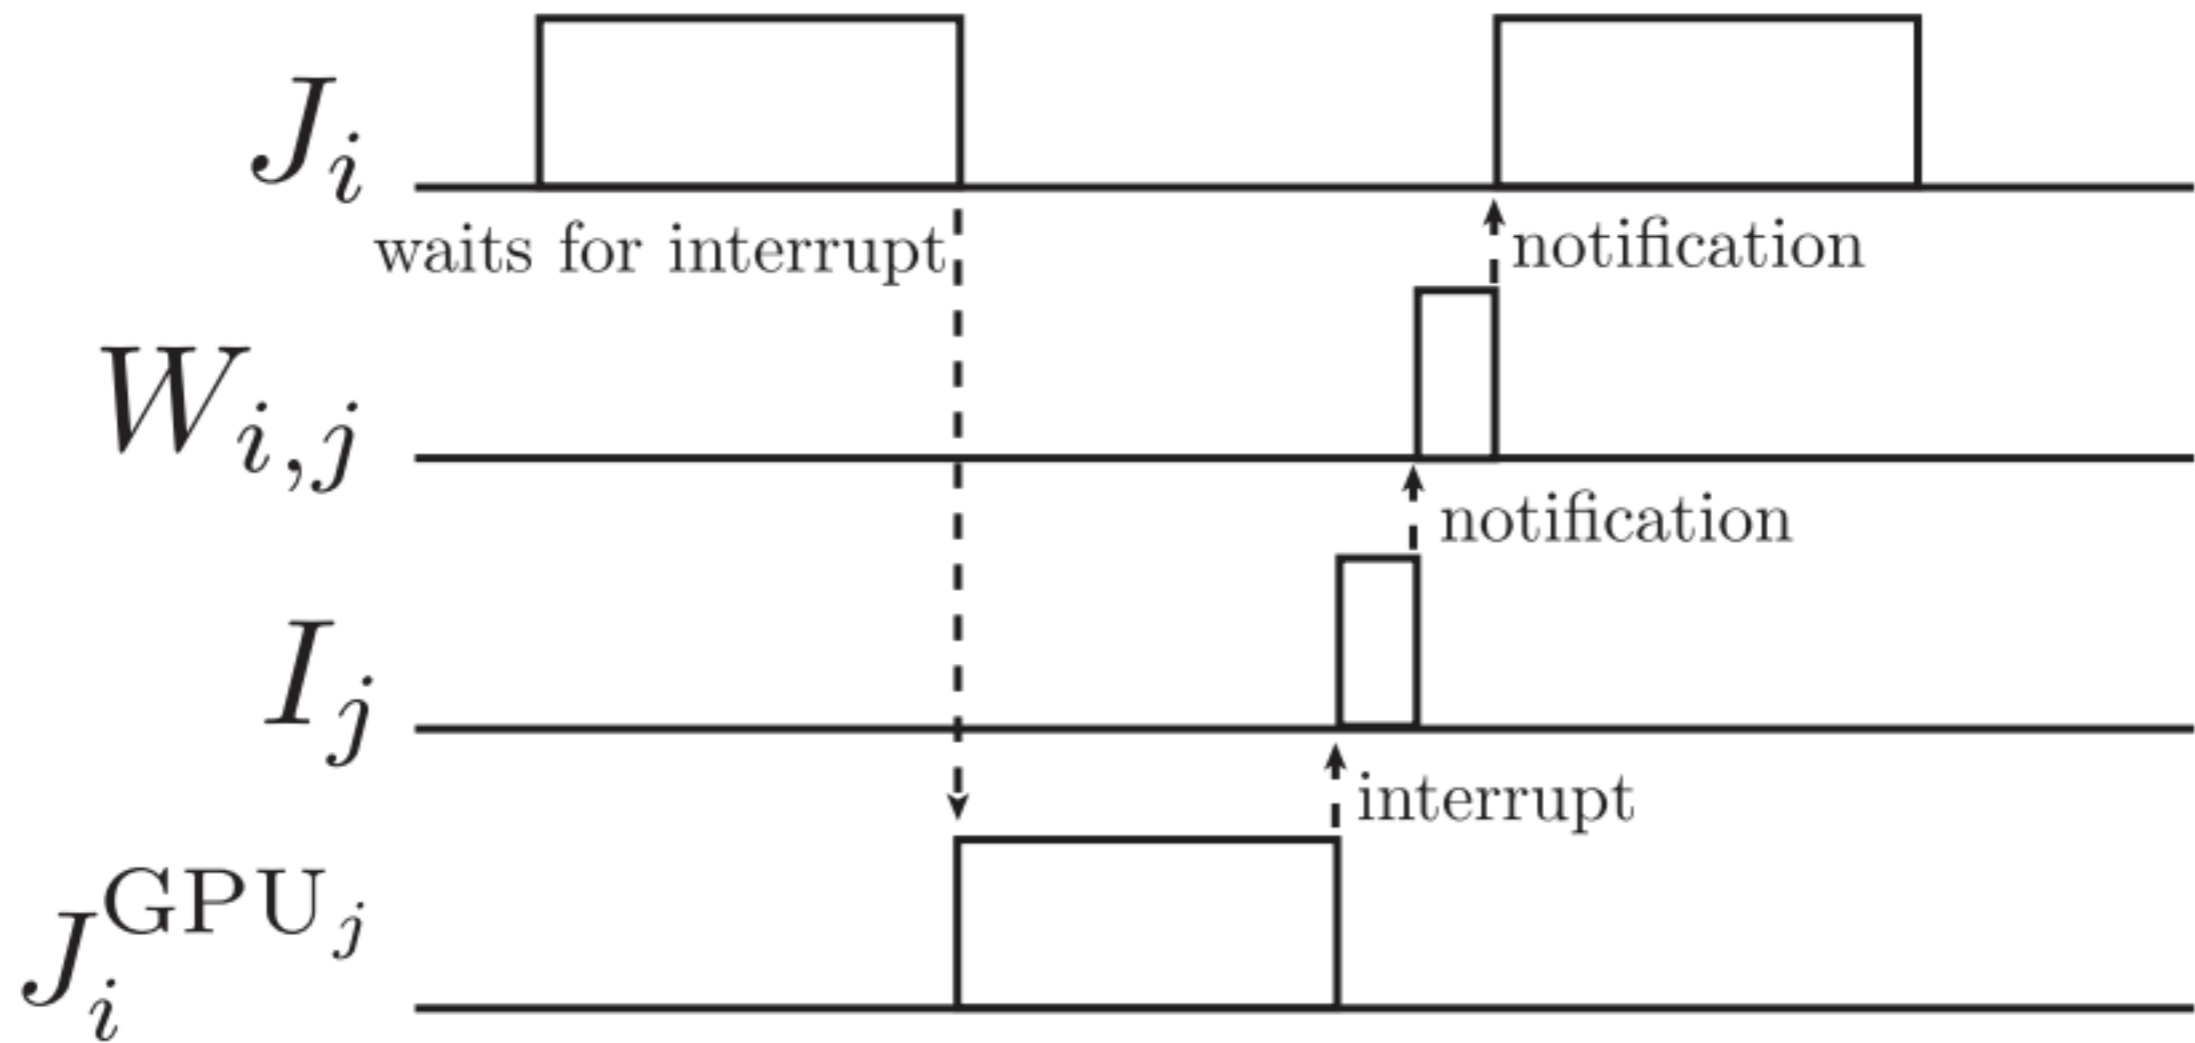 J_i
waits for interrupt
notification
W_{i,j}
notification
I_j
interrupt
J_i^{GPU_j}